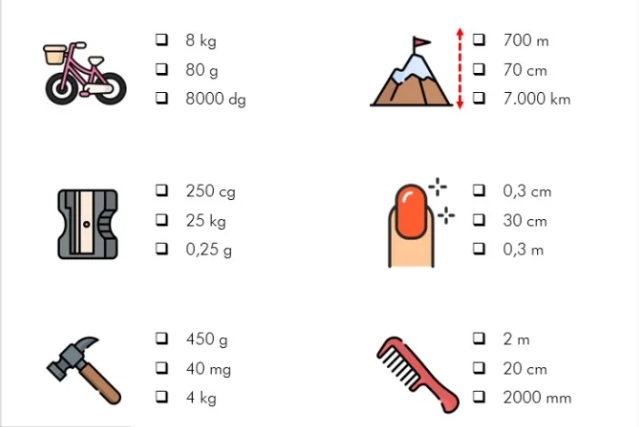 8 kg
80 g
8000 dg
700 m
70 cm
7.000 km
250 cg
25 kg
0,25 g
0,3 cm
30 cm
0,3 m
450 g
40 mg
4 kg
2 m
20 cm
2000 mm